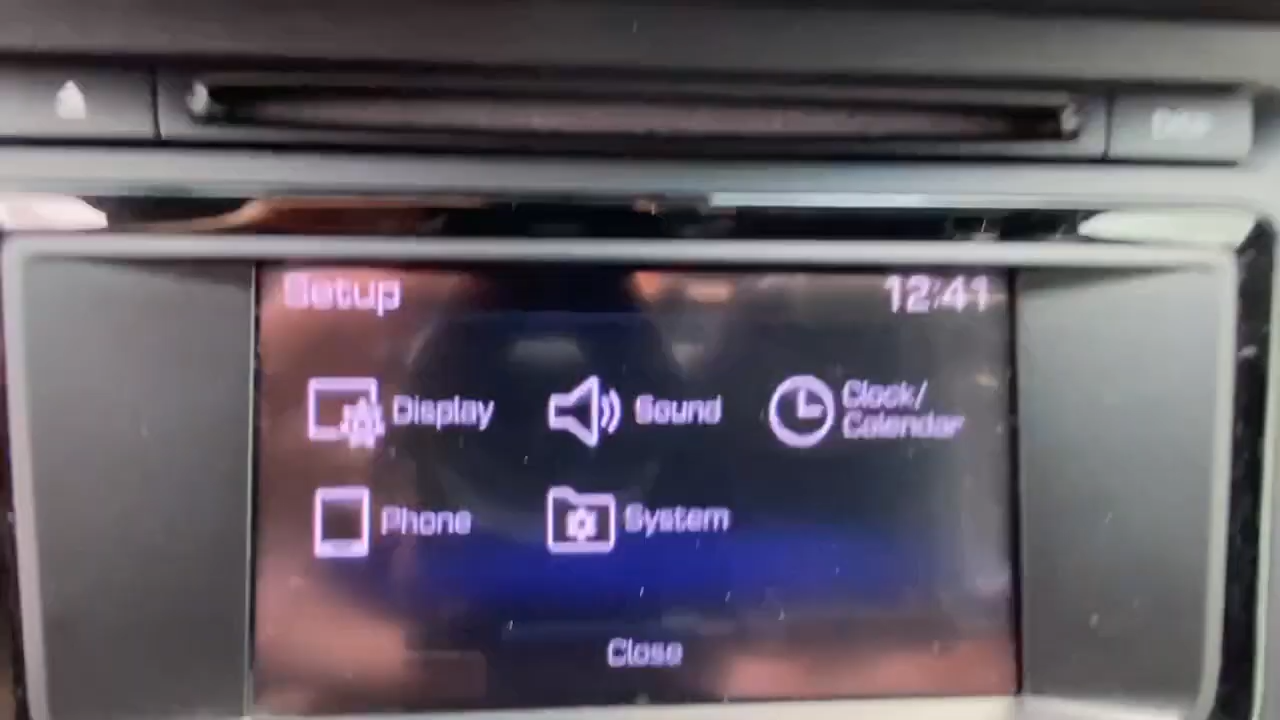 Setup 12:41
Display Sound Clock/
Calendar
Phone System
Close